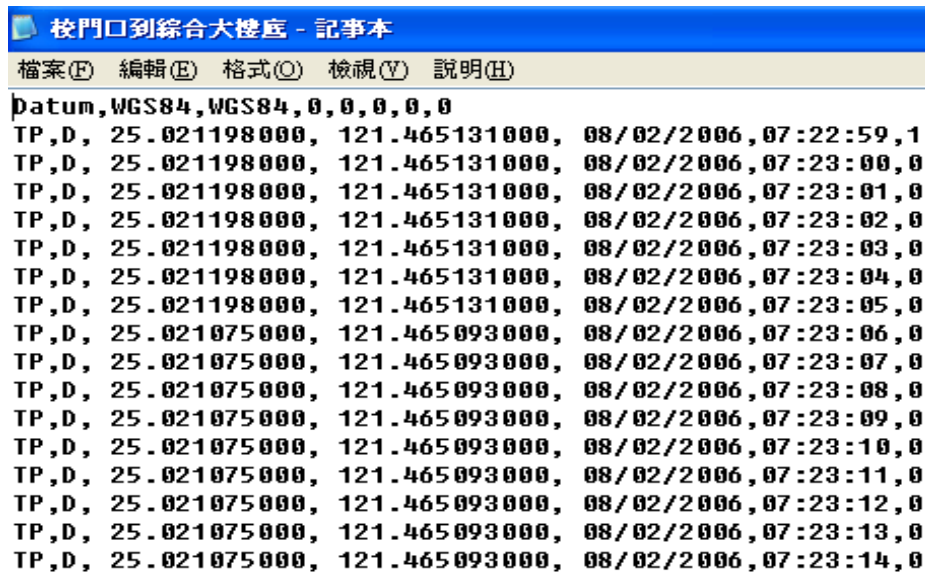 校門口到綜合大樓底 - 記事本
檔案(F) 編輯(E) 格式(O) 檢視(V) 說明(H)
Datum,WGS84,WGS84,0,0,0,0,0
TP,D, 25.021198000, 121.465131000, 08/02/2006,07:22:59,1
TP,D, 25.021198000, 121.465131000, 08/02/2006,07:23:00,0
TP,D, 25.021198000, 121.465131000, 08/02/2006,07:23:01,0
TP,D, 25.021198000, 121.465131000, 08/02/2006,07:23:02,0
TP,D, 25.021198000, 121.465131000, 08/02/2006,07:23:03,0
TP,D, 25.021198000, 121.465131000, 08/02/2006,07:23:04,0
TP,D, 25.021198000, 121.465131000, 08/02/2006,07:23:05,0
TP,D, 25.021075000, 121.465093000, 08/02/2006,07:23:06,0
TP,D, 25.021075000, 121.465093000, 08/02/2006,07:23:07,0
TP,D, 25.021075000, 121.465093000, 08/02/2006,07:23:08,0
TP,D, 25.021075000, 121.465093000, 08/02/2006,07:23:09,0
TP,D, 25.021075000, 121.465093000, 08/02/2006,07:23:10,0
TP,D, 25.021075000, 121.465093000, 08/02/2006,07:23:11,0
TP,D, 25.021075000, 121.465093000, 08/02/2006,07:23:12,0
TP,D, 25.021075000, 121.465093000, 08/02/2006,07:23:13,0
TP,D, 25.021075000, 121.465093000, 08/02/2006,07:23:14,0